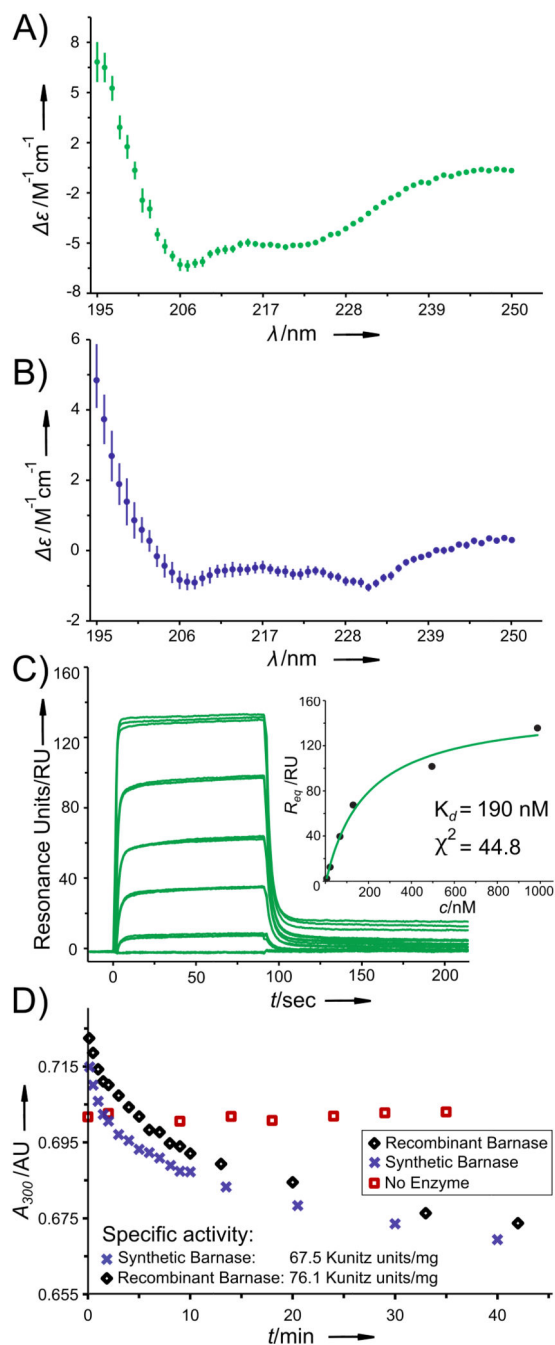 A)
8
5
2
-2
-5
-8
Δε/M⁻¹cm⁻¹
195 206 217 228 239 250
λ/nm
B)
6
4
2
0
-2
Δε/M⁻¹cm⁻¹
195 206 217 228 239 250
λ/nm
C)
160
120
80
40
0
Resonance Units/RU
0 50 100 150 200
t/sec
160
120
80
40
0
R_eq/RU
K_d = 190 nM
χ² = 44.8
0 200 400 600 800 1000
c/nM
D)
0.715
0.695
0.675
0.655
A₃₀₀/AU
Recombinant Barnase
Synthetic Barnase
No Enzyme
Specific activity:
Synthetic Barnase: 67.5 Kunitz units/mg
Recombinant Barnase: 76.1 Kunitz units/mg
0 10 20 30 40
t/min